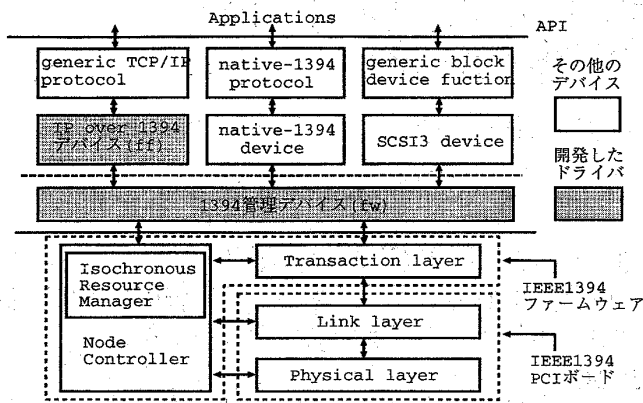 Applications
API
generic TCP/IP
protocol
native-1394
protocol
generic block
device fuction
その他の
デバイス
IP over 1394
デバイス(ff)
native-1394
device
SCSI3 device
開発した
ドライバ
1394管理デバイス(fw)
Isochronous
Resource
Manager
Node
Controller
Transaction layer
Link layer
Physical layer
IEEE1394
ファームウェア
IEEE1394
PCIボード